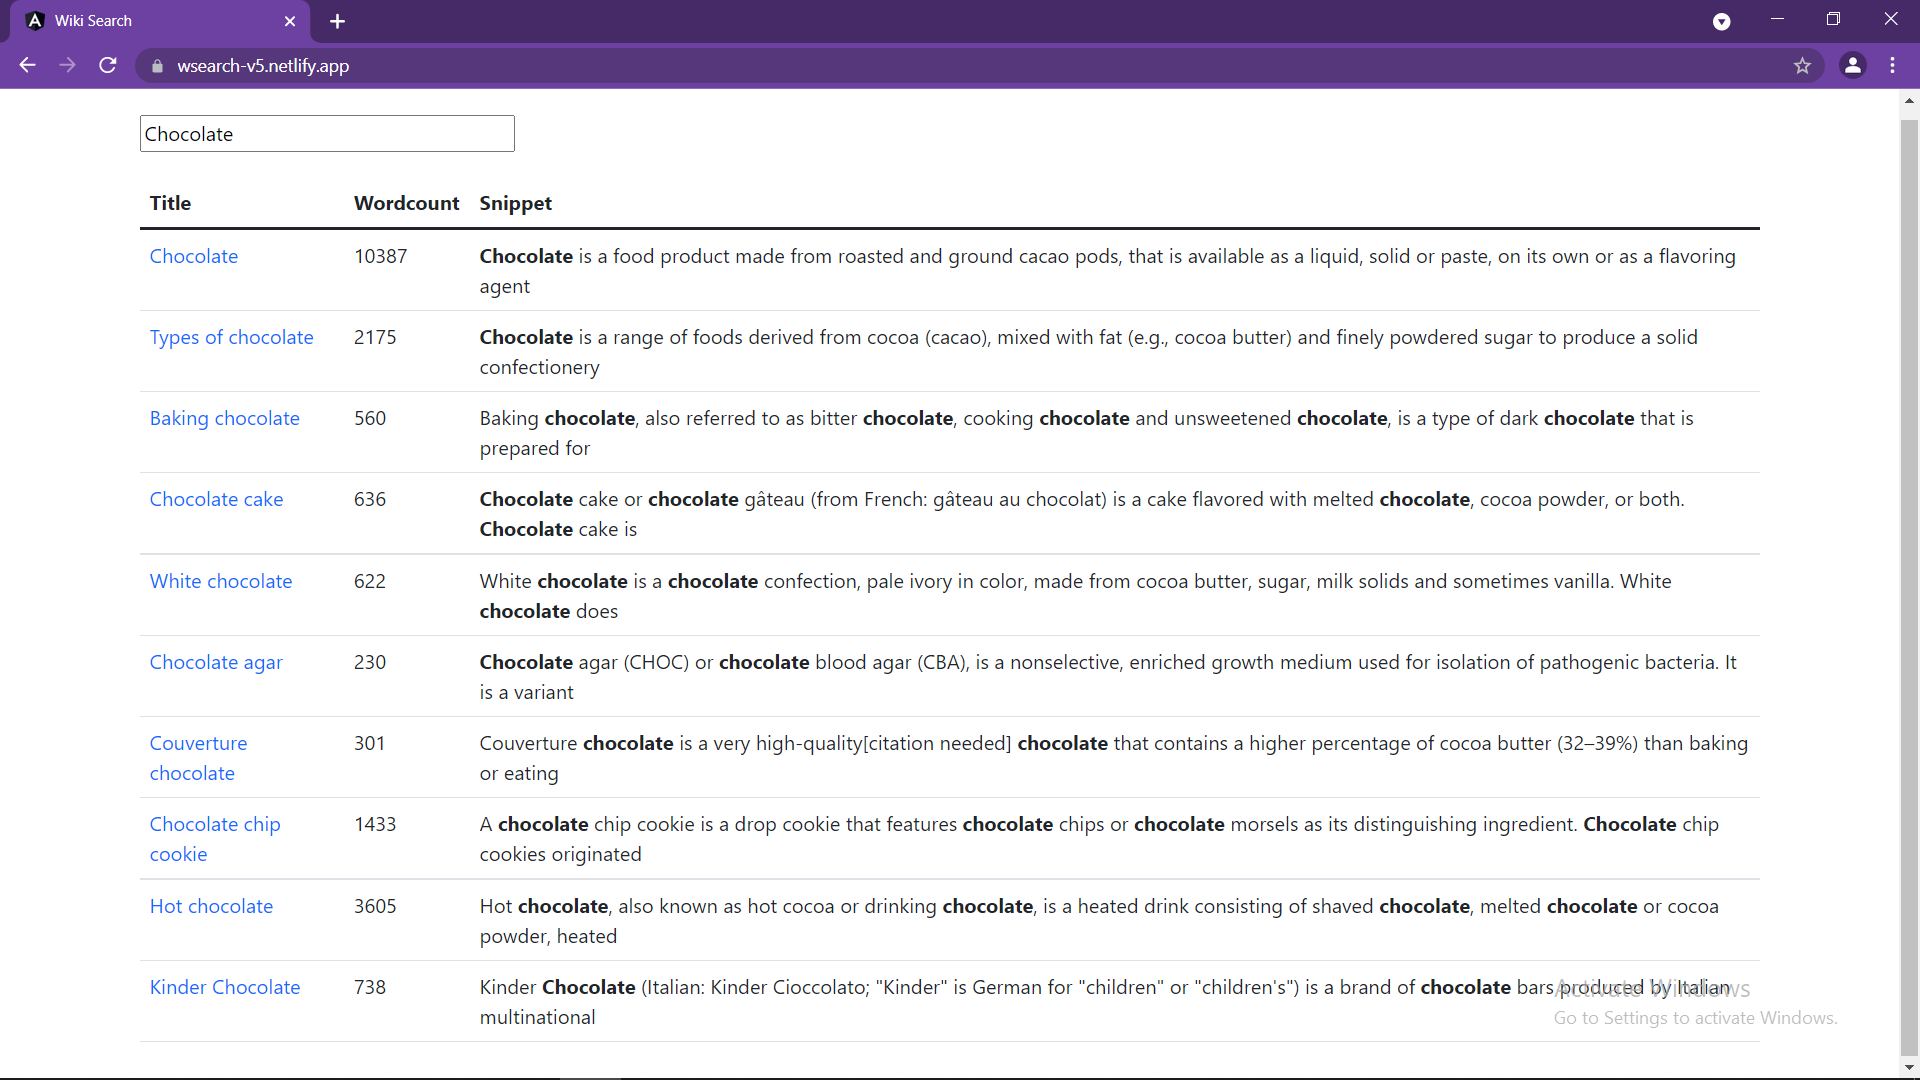 Wiki Search
wsearch-v5.netlify.app
Chocolate
Title Wordcount Snippet
Chocolate 10387 Chocolate is a food product made from roasted and ground cacao pods, that is available as a liquid, solid or paste, on its own or as a flavoring
agent
Types of chocolate 2175 Chocolate is a range of foods derived from cocoa (cacao), mixed with fat (e.g., cocoa butter) and finely powdered sugar to produce a solid
confectionery
Baking chocolate 560 Baking chocolate, also referred to as bitter chocolate, cooking chocolate and unsweetened chocolate, is a type of dark chocolate that is
prepared for
Chocolate cake 636 Chocolate cake or chocolate gâteau (from French: gâteau au chocolat) is a cake flavored with melted chocolate, cocoa powder, or both.
Chocolate cake is
White chocolate 622 White chocolate is a chocolate confection, pale ivory in color, made from cocoa butter, sugar, milk solids and sometimes vanilla. White
chocolate does
Chocolate agar 230 Chocolate agar (CHOC) or chocolate blood agar (CBA), is a nonselective, enriched growth medium used for isolation of pathogenic bacteria. It
is a variant
Couverture 301 Couverture chocolate is a very high-quality[citation needed] chocolate that contains a higher percentage of cocoa butter (32–39%) than baking
chocolate or eating
Chocolate chip 1433 A chocolate chip cookie is a drop cookie that features chocolate chips or chocolate morsels as its distinguishing ingredient. Chocolate chip
cookie cookies originated
Hot chocolate 3605 Hot chocolate, also known as hot cocoa or drinking chocolate, is a heated drink consisting of shaved chocolate, melted chocolate or cocoa
powder, heated
Kinder Chocolate 738 Kinder Chocolate (Italian: Kinder Cioccolato; "Kinder" is German for "children" or "children's") is a brand of chocolate bars produced by Italian
multinational
Activate Windows
Go to Settings to activate Windows.